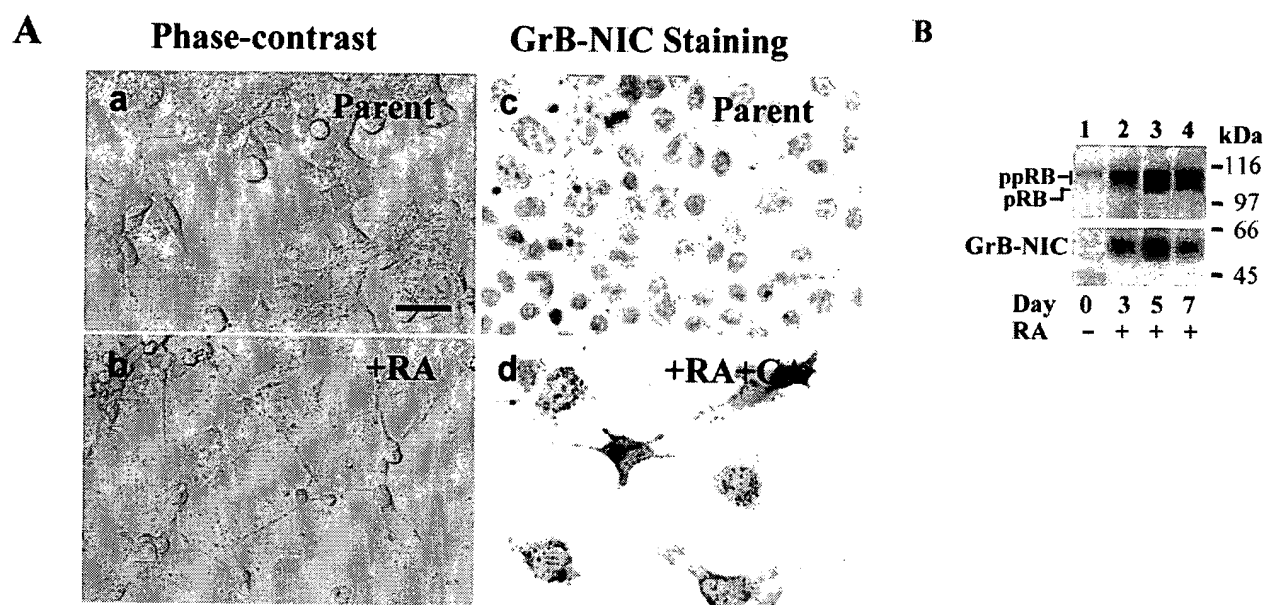 A
Phase-contrast
GrB-NIC Staining
a
Parent
c
Parent
b
+RA
d
+RA+C
B
1 2 3 4 kDa
ppRB
pRB
116
97
GrB-NIC
66
45
Day 0 3 5 7
RA - + + +